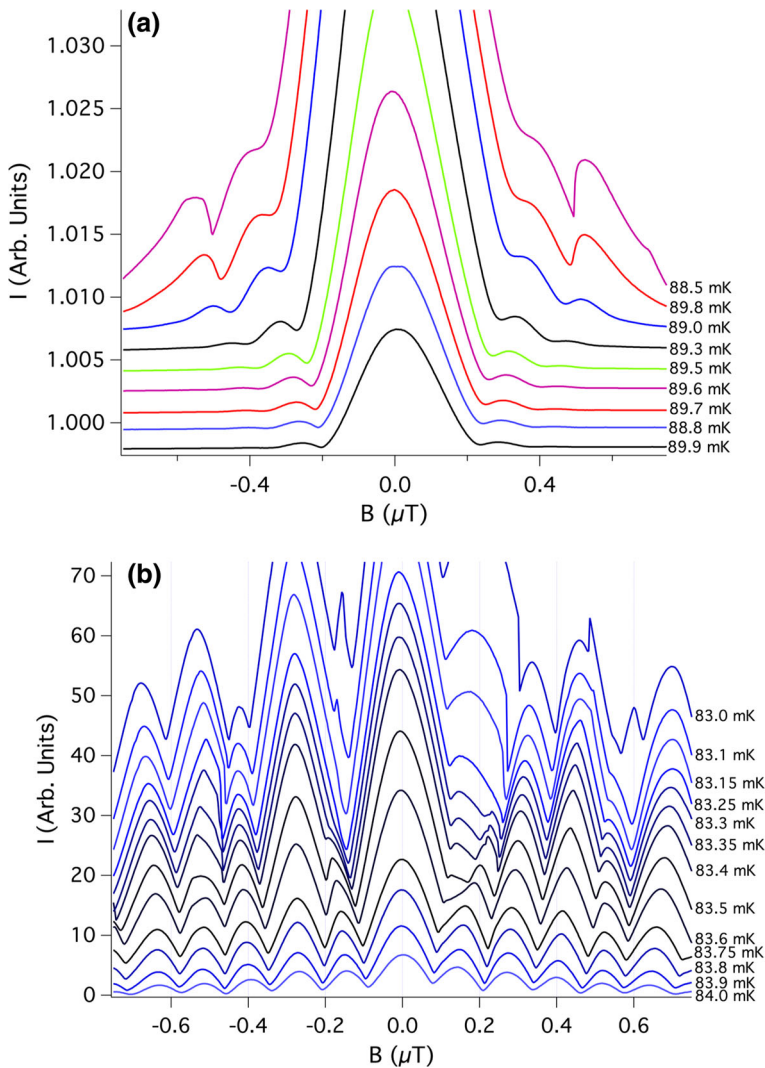 (a)
1.030
1.025
1.020
1.015
1.010
1.005
1.000
I (Arb. Units)
88.5 mK
89.8 mK
89.0 mK
89.3 mK
89.5 mK
89.6 mK
89.7 mK
88.8 mK
89.9 mK
-0.4
0.0
0.4
B (μT)
(b)
70
60
50
40
30
20
10
0
I (Arb. Units)
83.0 mK
83.1 mK
83.15 mK
83.25 mK
83.3 mK
83.35 mK
83.4 mK
83.5 mK
83.6 mK
83.75 mK
83.8 mK
83.9 mK
84.0 mK
-0.6
-0.4
-0.2
0.0
0.2
0.4
0.6
B (μT)